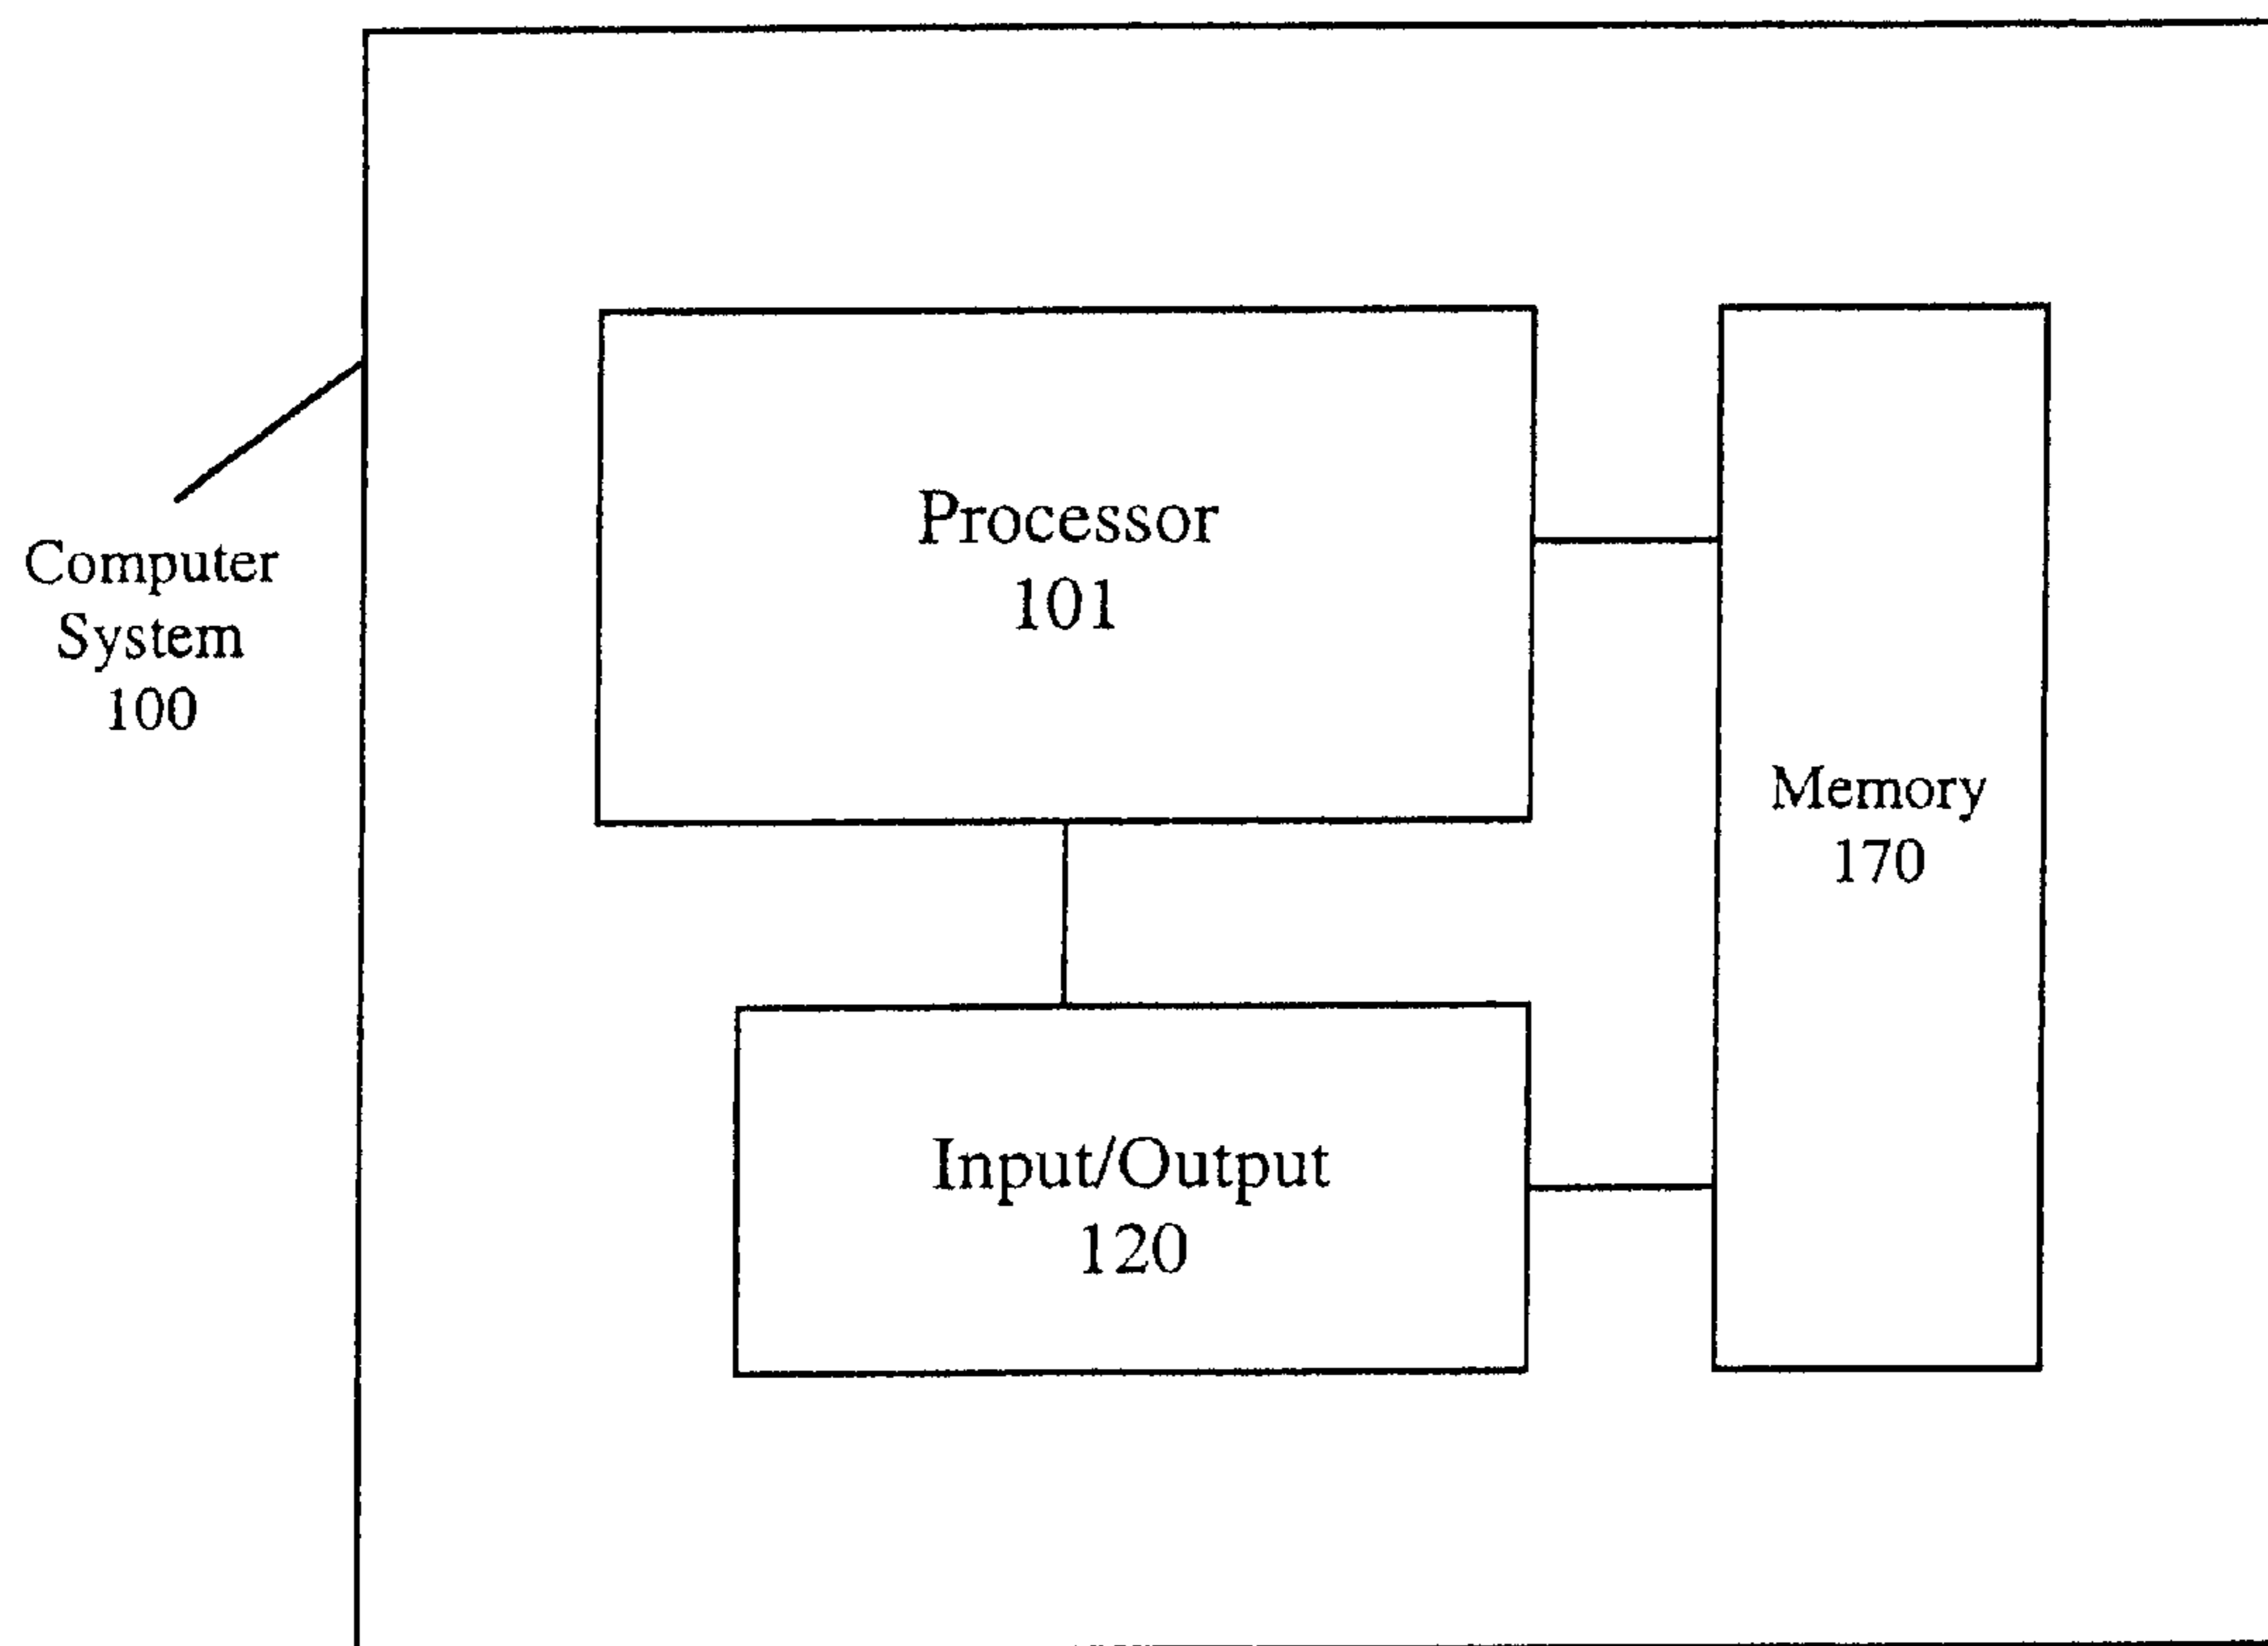 Processor
101
Computer
System
100
Memory
170
Input/Output
120